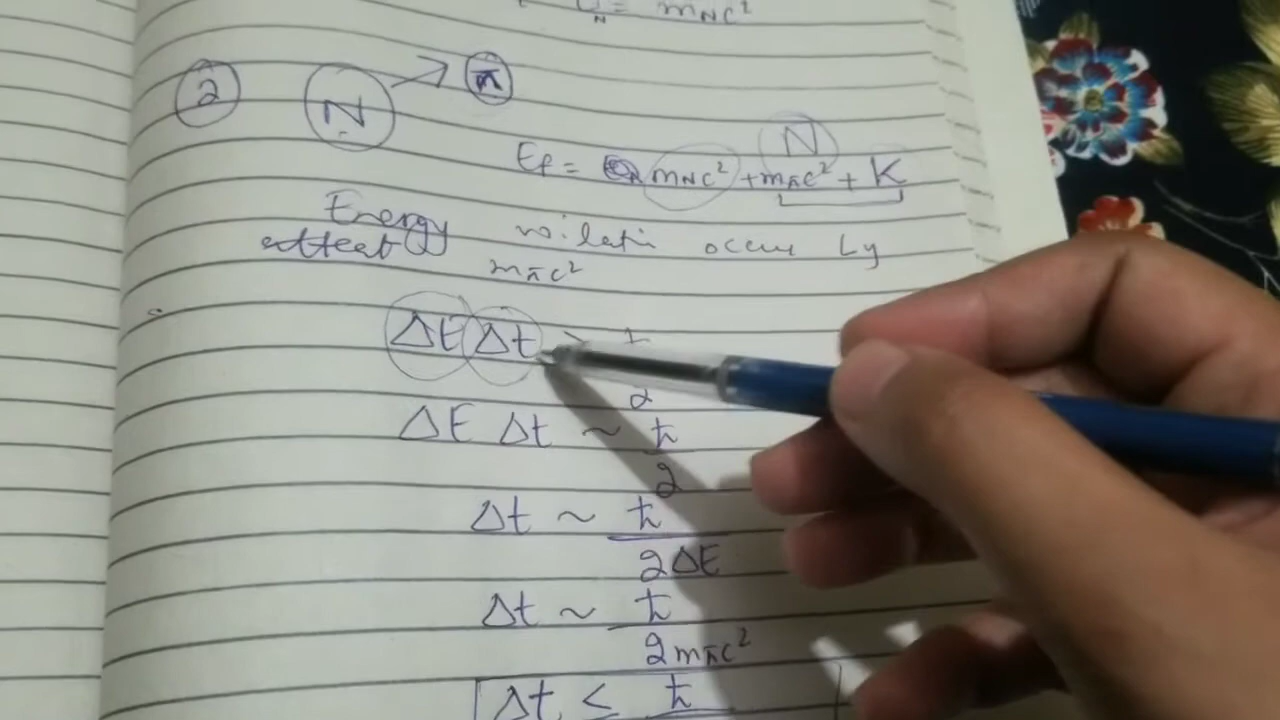 = mNc²
2 N → π
N
Ef = mNc² + mπc² + K
Energy
atleat
occur by
mπc²
ΔE Δt
2
ΔE Δt ~ ħ
2
Δt ~ ħ
2ΔE
Δt ~ ħ
2mπc²
Δt ≤ ħ